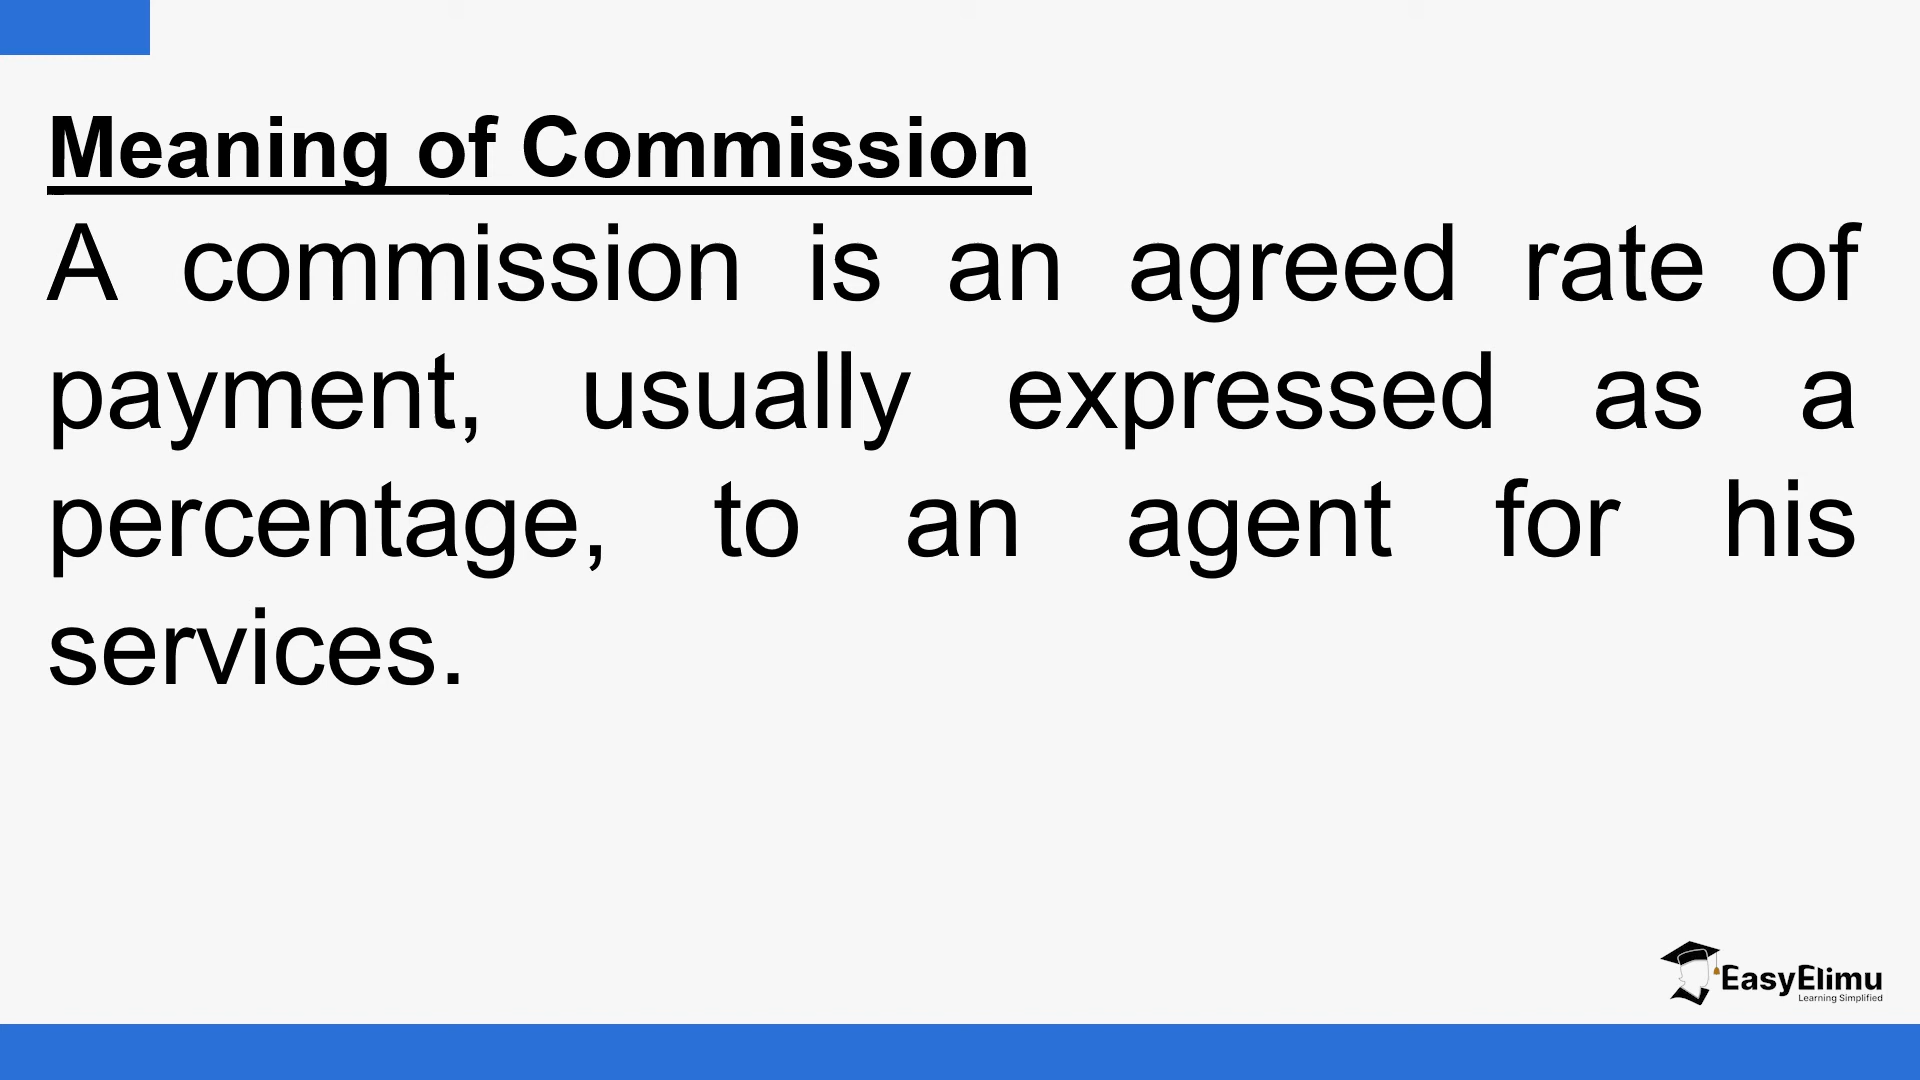 Meaning of Commission
A commission is an agreed rate of
payment, usually expressed as a
percentage, to an agent for his
services.
EasyElimu
Learning Simplified